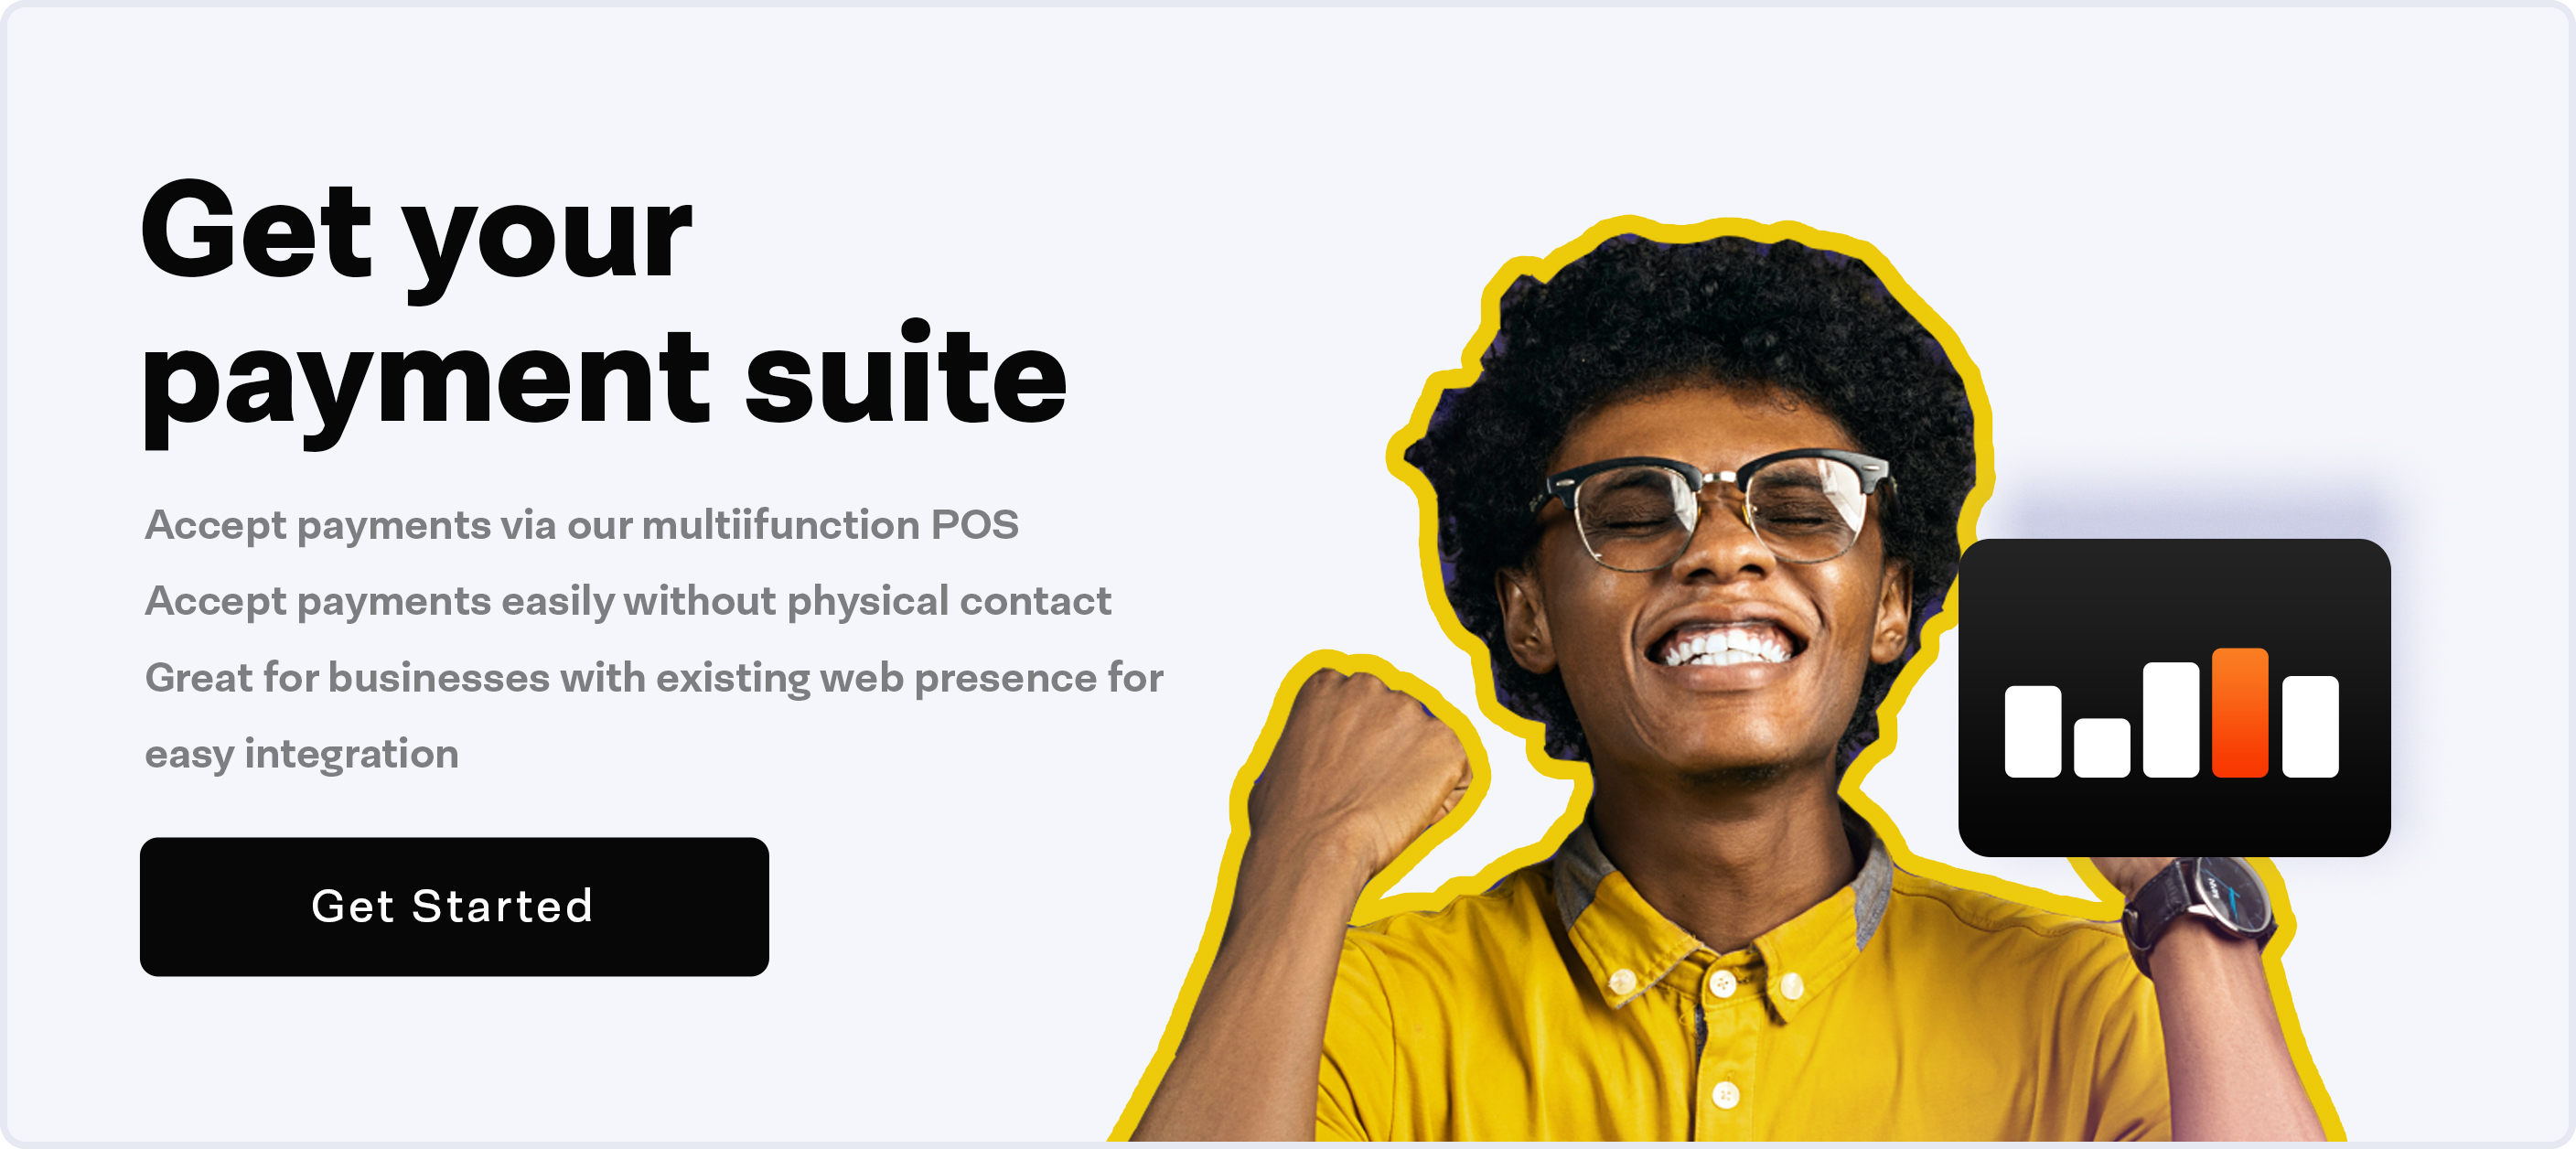 Get your
payment suite
Accept payments via our multiifunction POS
Accept payments easily without physical contact
Great for businesses with existing web presence for
easy integration
Get Started